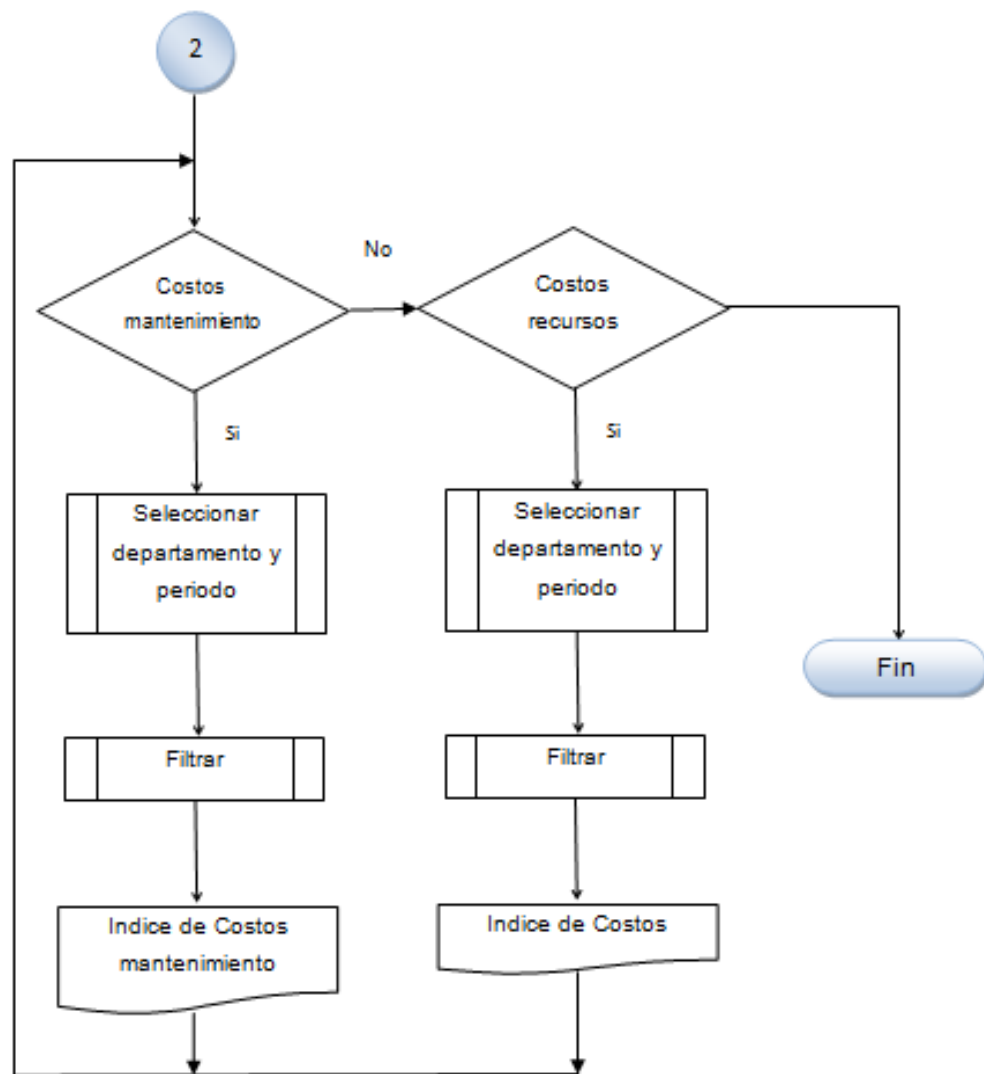 2
Costos
mantenimiento
No
Costos
recursos
Si
Si
Seleccionar
departamento y
periodo
Seleccionar
departamento y
periodo
Fin
Filtrar
Filtrar
Indice de Costos
mantenimiento
Indice de Costos